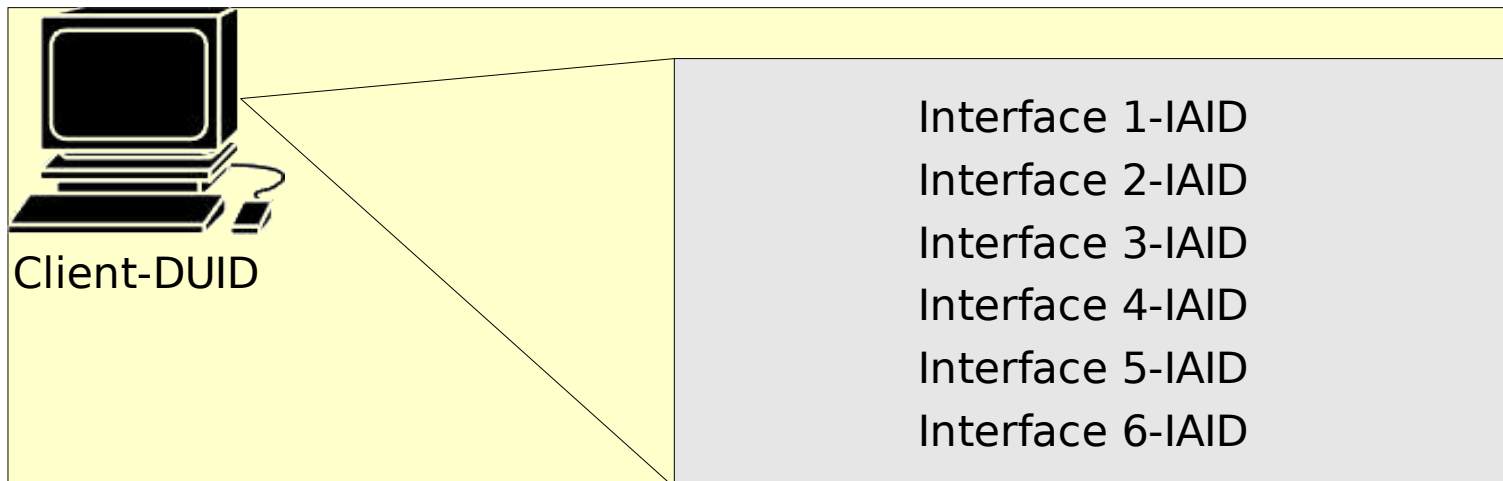 Client-DUID
Interface 1-IAID
Interface 2-IAID
Interface 3-IAID
Interface 4-IAID
Interface 5-IAID
Interface 6-IAID